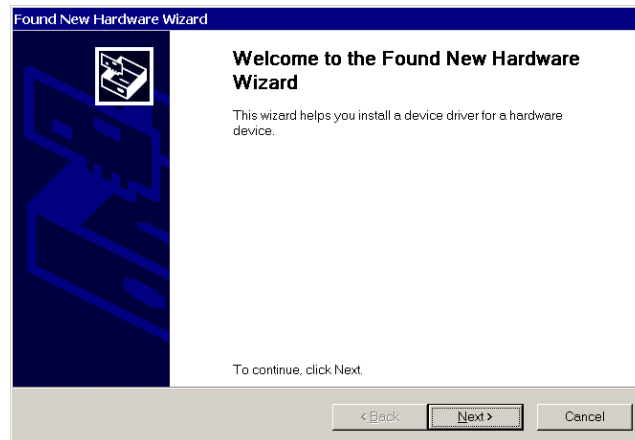 Found New Hardware Wizard
Welcome to the Found New Hardware
Wizard
This wizard helps you install a device driver for a hardware
device.
To continue, click Next.
< Back
Next >
Cancel